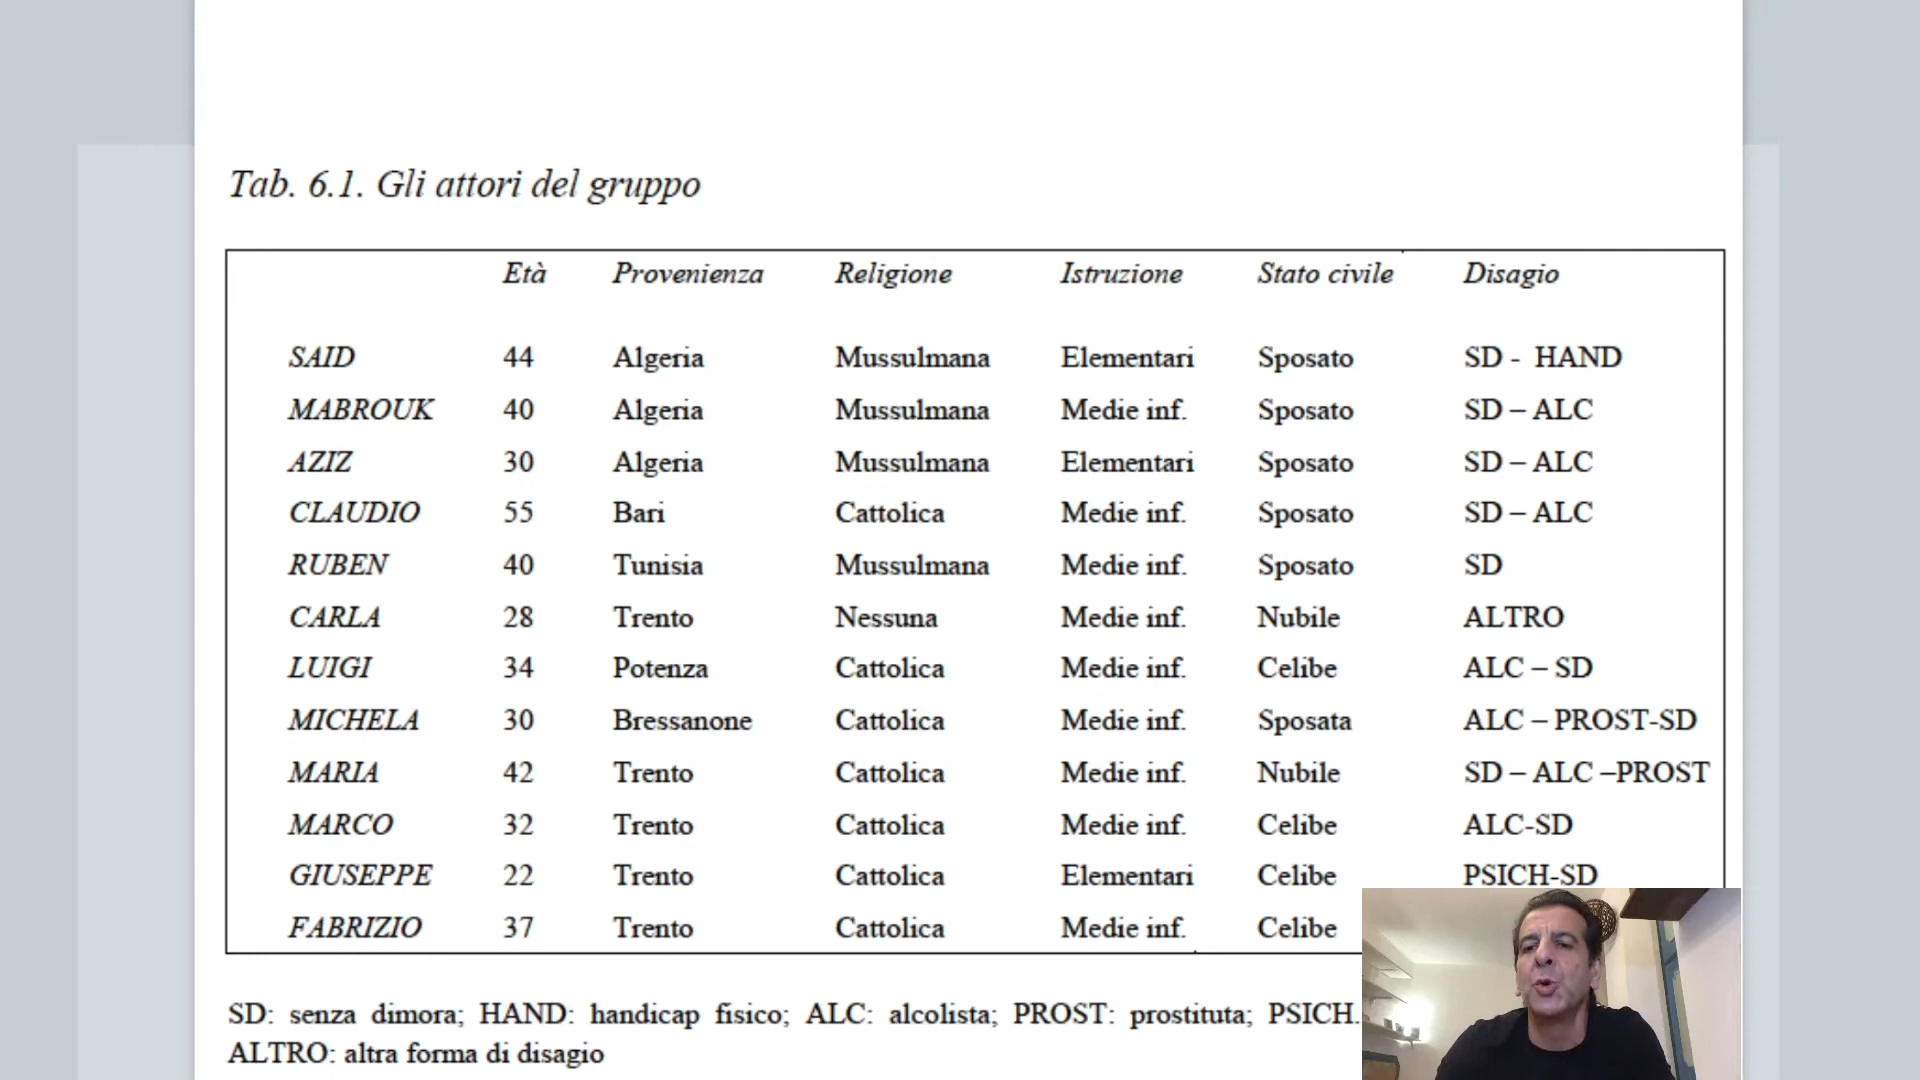 Tab. 6.1. Gli attori del gruppo
Età Provenienza Religione Istruzione Stato civile Disagio
SAID 44 Algeria Mussulmana Elementari Sposato SD - HAND
MABROUK 40 Algeria Mussulmana Medie inf. Sposato SD – ALC
AZIZ 30 Algeria Mussulmana Elementari Sposato SD – ALC
CLAUDIO 55 Bari Cattolica Medie inf. Sposato SD – ALC
RUBEN 40 Tunisia Mussulmana Medie inf. Sposato SD
CARLA 28 Trento Nessuna Medie inf. Nubile ALTRO
LUIGI 34 Potenza Cattolica Medie inf. Celibe ALC – SD
MICHELA 30 Bressanone Cattolica Medie inf. Sposata ALC – PROST-SD
MARIA 42 Trento Cattolica Medie inf. Nubile SD – ALC –PROST
MARCO 32 Trento Cattolica Medie inf. Celibe ALC-SD
GIUSEPPE 22 Trento Cattolica Elementari Celibe PSICH-SD
FABRIZIO 37 Trento Cattolica Medie inf. Celibe
SD: senza dimora; HAND: handicap fisico; ALC: alcolista; PROST: prostituta; PSICH.
ALTRO: altra forma di disagio